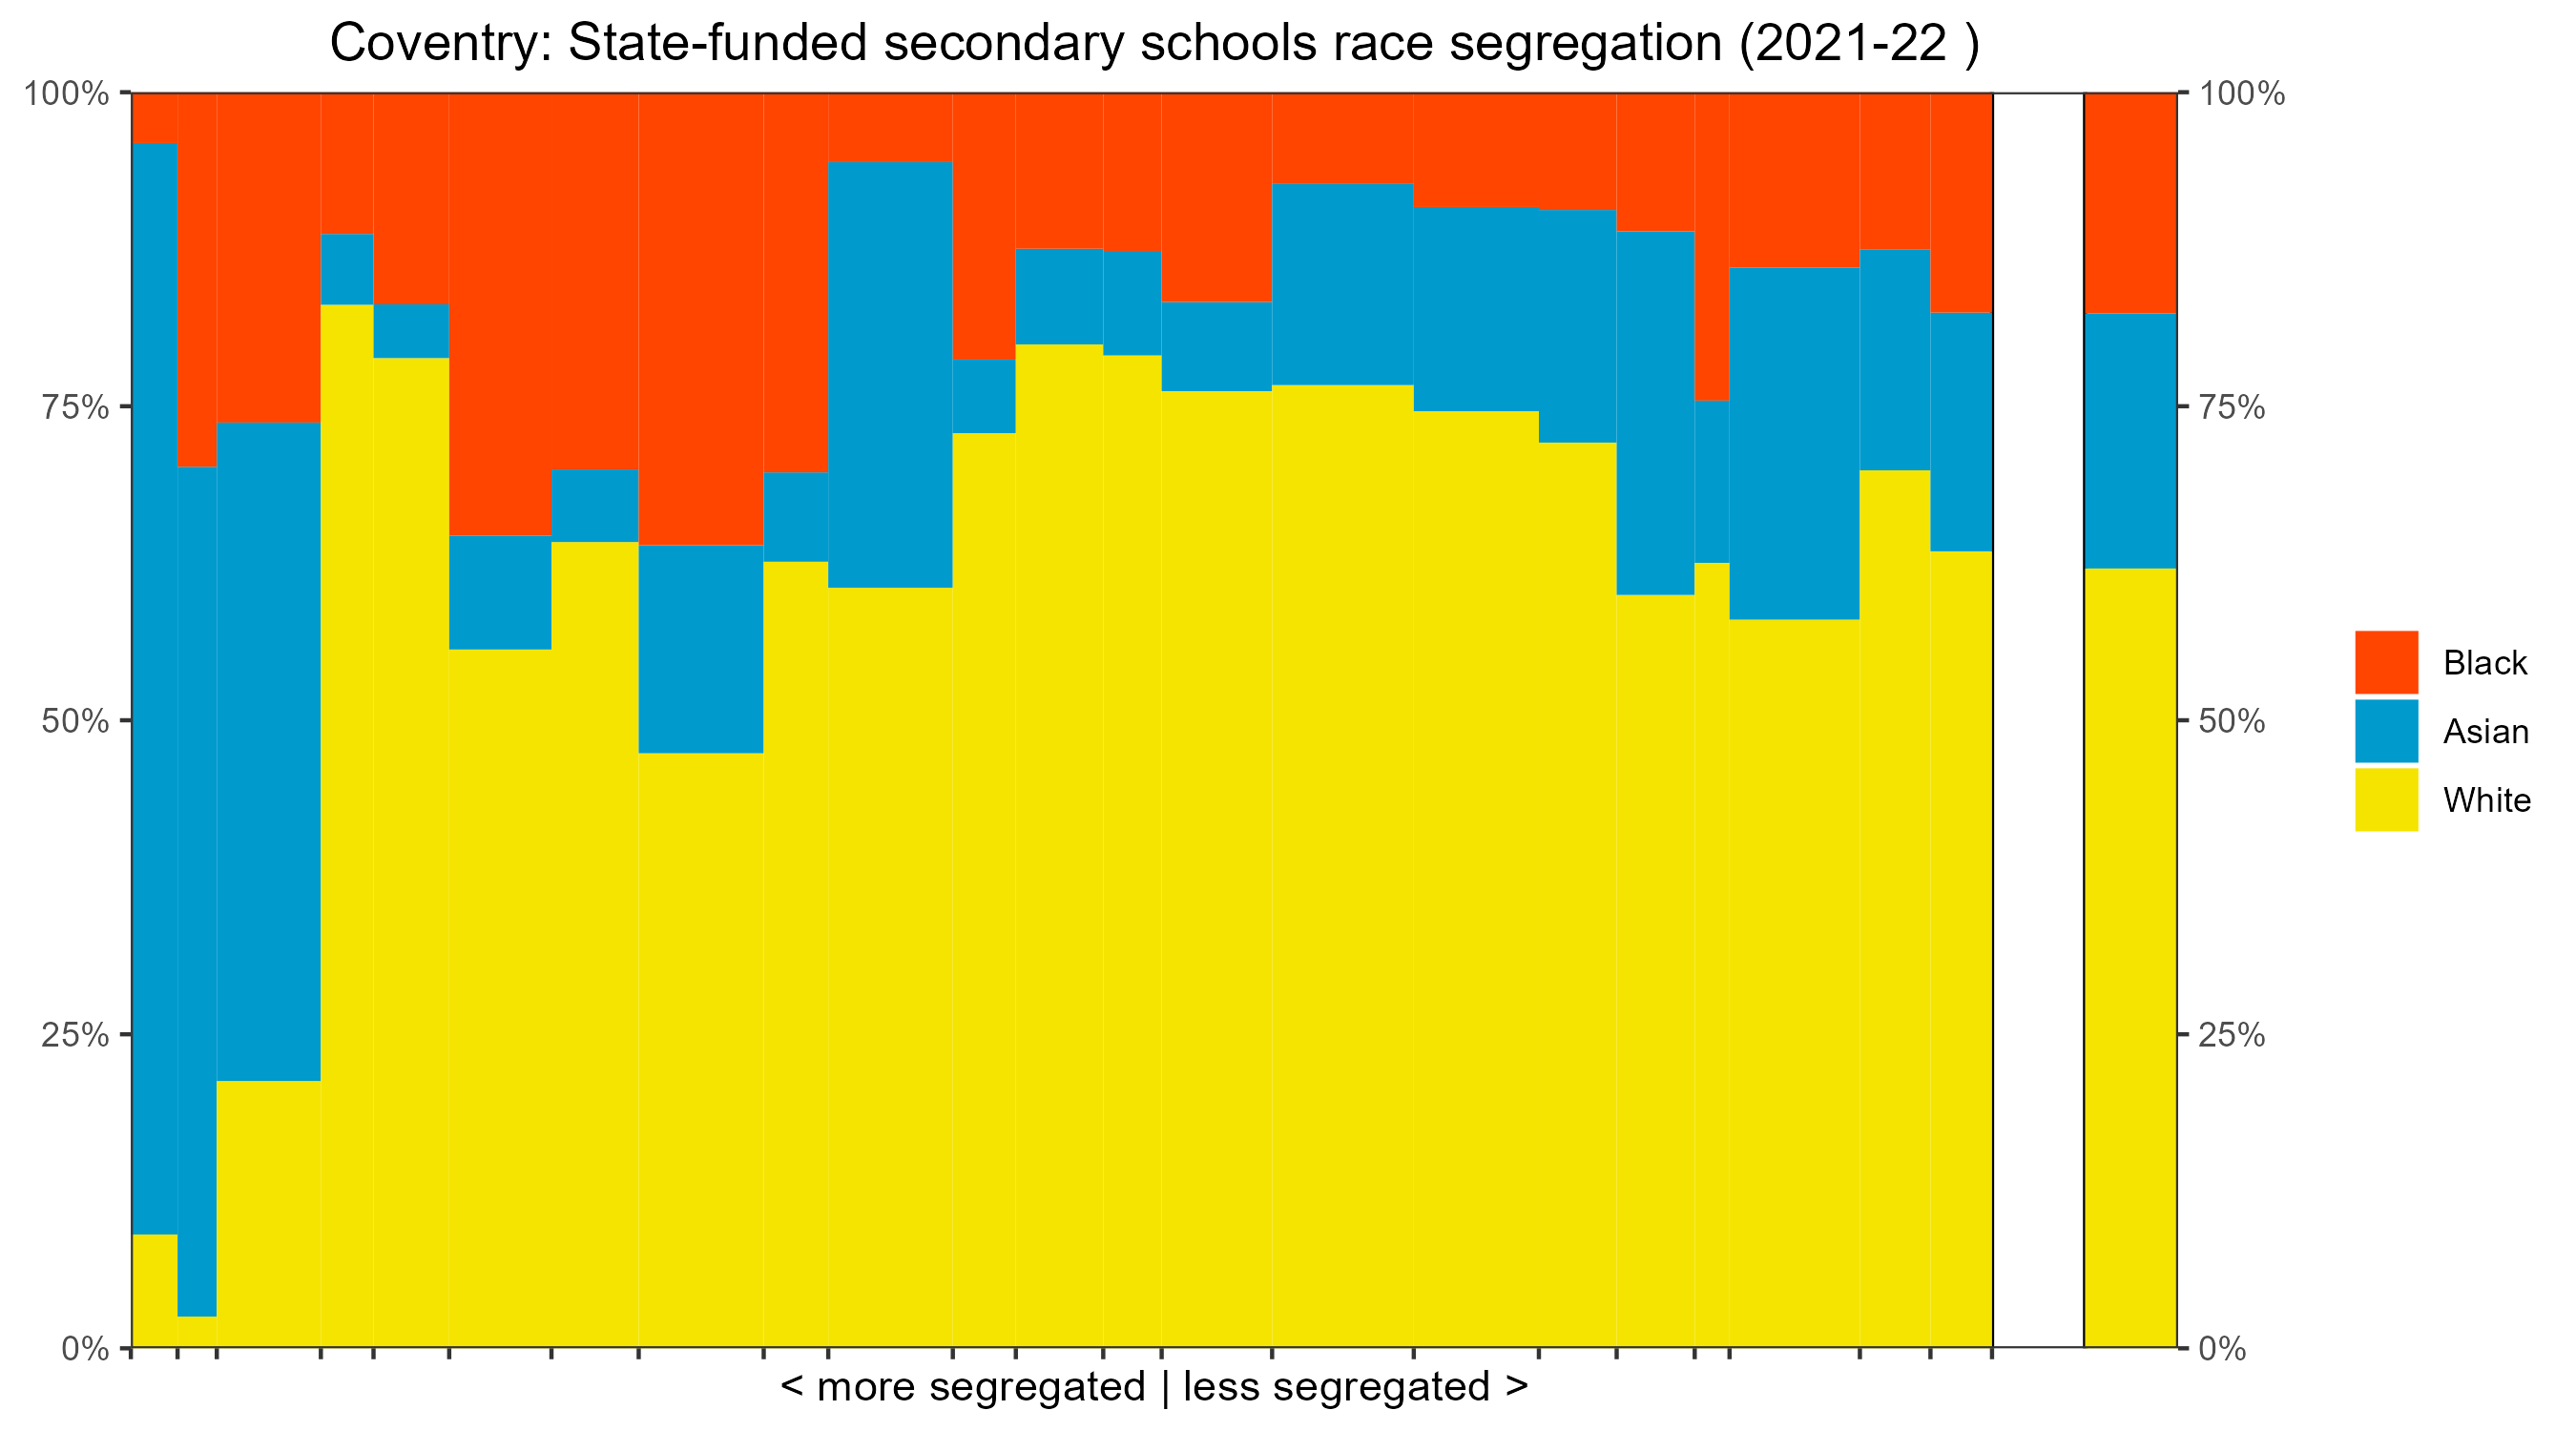 Coventry: State-funded secondary schools race segregation (2021-22 )
100%
75%
50%
25%
0%
100%
75%
50%
25%
0%
Black
Asian
White
< more segregated | less segregated >